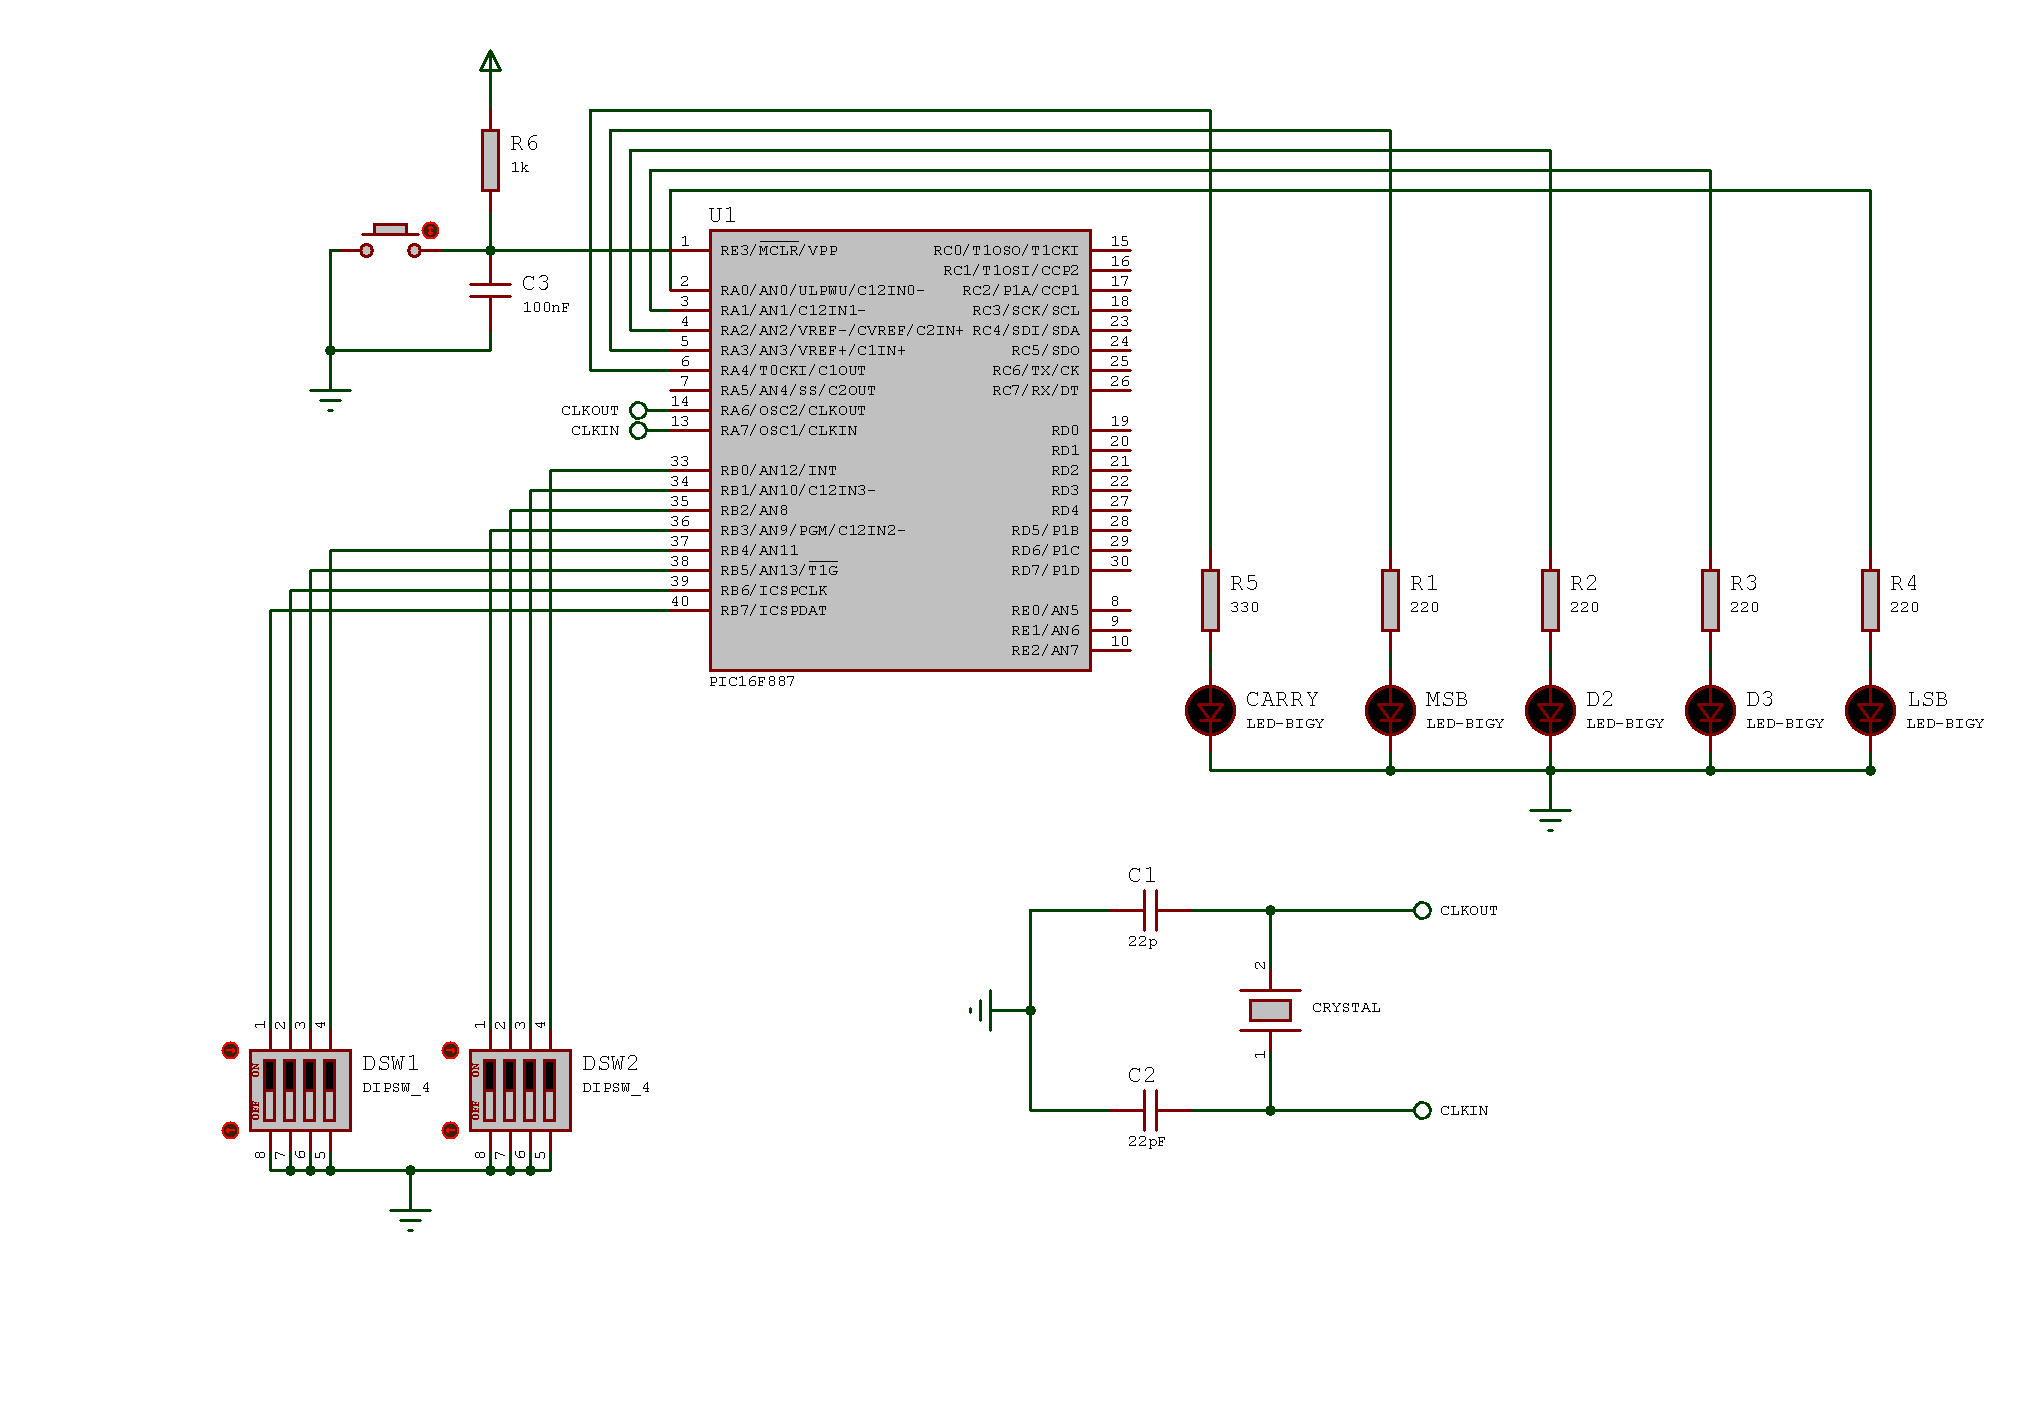 R6
1k
C3
100nF
U1
1 RE3/MCLR/VPP
2 RA0/AN0/ULPWU/C12IN0-
3 RA1/AN1/C12IN1-
4 RA2/AN2/VREF-/CVREF/C2IN+
5 RA3/AN3/VREF+/C1IN+
6 RA4/T0CKI/C1OUT
7 RA5/AN4/SS/C2OUT
CLKOUT 14 RA6/OSC2/CLKOUT
CLKIN 13 RA7/OSC1/CLKIN
33 RB0/AN12/INT
34 RB1/AN10/C12IN3-
35 RB2/AN8
36 RB3/AN9/PGM/C12IN2-
37 RB4/AN11
38 RB5/AN13/T1G
39 RB6/ICSPCLK
40 RB7/ICSPDAT
RC0/T1OSO/T1CKI 15
RC1/T1OSI/CCP2 16
RC2/P1A/CCP1 17
RC3/SCK/SCL 18
RC4/SDI/SDA 23
RC5/SDO 24
RC6/TX/CK 25
RC7/RX/DT 26
RD0 19
RD1 20
RD2 21
RD3 22
RD4 27
RD5/P1B 28
RD6/P1C 29
RD7/P1D 30
RE0/AN5 8
RE1/AN6 9
RE2/AN7 10
PIC16F887
R5
330
R1
220
R2
220
R3
220
R4
220
CARRY
LED-BIGY
MSB
LED-BIGY
D2
LED-BIGY
D3
LED-BIGY
LSB
LED-BIGY
C1
22p
CLKOUT
2
CRYSTAL
1
C2
22pF
CLKIN
1 2 3 4
ON
OFF
DSW1
DIPSW_4
8 7 6 5
1 2 3 4
ON
OFF
DSW2
DIPSW_4
8 7 6 5